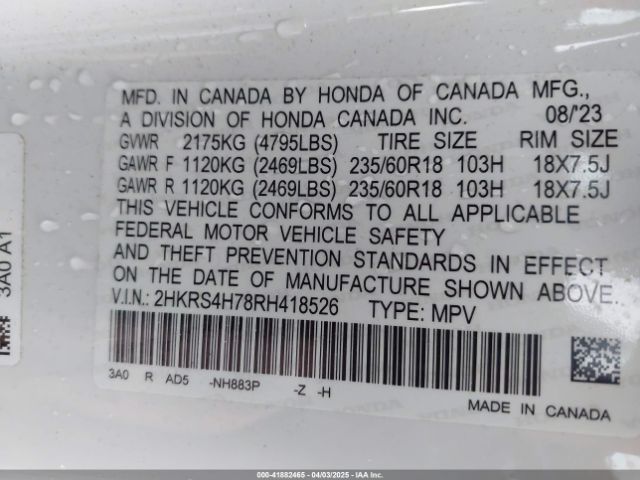 MFD. IN CANADA BY HONDA OF CANADA MFG.,
A DIVISION OF HONDA CANADA INC. 08/'23
GVWR 2175KG (4795LBS) TIRE SIZE RIM SIZE
GAWR F 1120KG (2469LBS) 235/60R18 103H 18X7.5J
GAWR R 1120KG (2469LBS) 235/60R18 103H 18X7.5J
THIS VEHICLE CONFORMS TO ALL APPLICABLE
FEDERAL MOTOR VEHICLE SAFETY
AND THEFT PREVENTION STANDARDS IN EFFECT
ON THE DATE OF MANUFACTURE SHOWN ABOVE.
V.I.N.: 2HKRS4H78RH418526 TYPE: MPV
3A0 R AD5 -NH883P -Z -H
MADE IN CANADA
3A0 A1
000-41882465 - 04/03/2025 - IAA Inc.